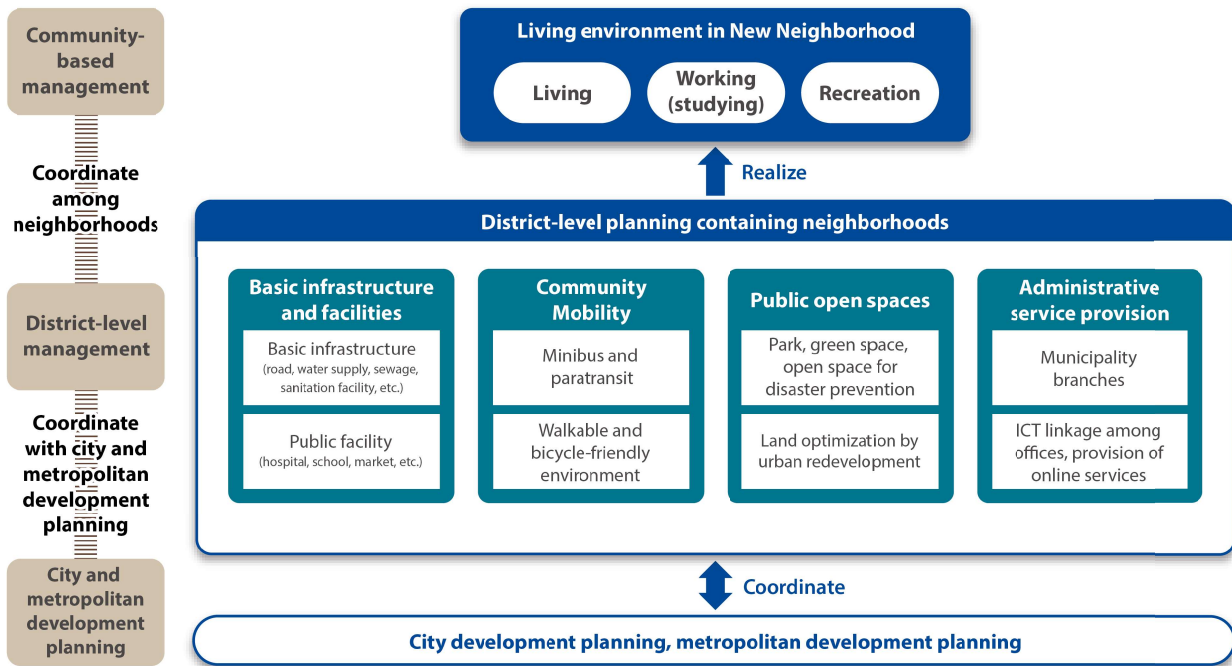 Community-
based
management
Coordinate
among
neighborhoods
District-level
management
Coordinate
with city and
metropolitan
development
planning
City and
metropolitan
development
planning
Living environment in New Neighborhood
Living
Working
(studying)
Recreation
Realize
District-level planning containing neighborhoods
Basic infrastructure
and facilities
Basic infrastructure
(road, water supply, sewage,
sanitation facility, etc.)
Public facility
(hospital, school, market, etc.)
Community
Mobility
Minibus and
paratransit
Walkable and
bicycle-friendly
environment
Public open spaces
Park, green space,
open space for
disaster prevention
Land optimization by
urban redevelopment
Administrative
service provision
Municipality
branches
ICT linkage among
offices, provision of
online services
Coordinate
City development planning, metropolitan development planning